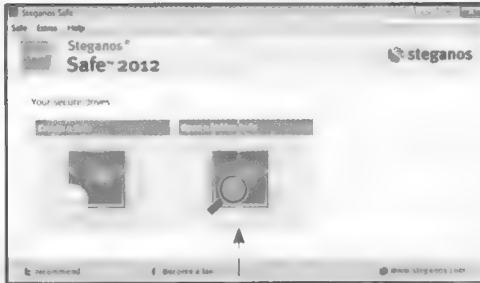 Steganos Safe
Safe Extras Help
Steganos®
Safe™ 2012
steganos
Your secure drives
recommend
Become a fan
www.steganos.com